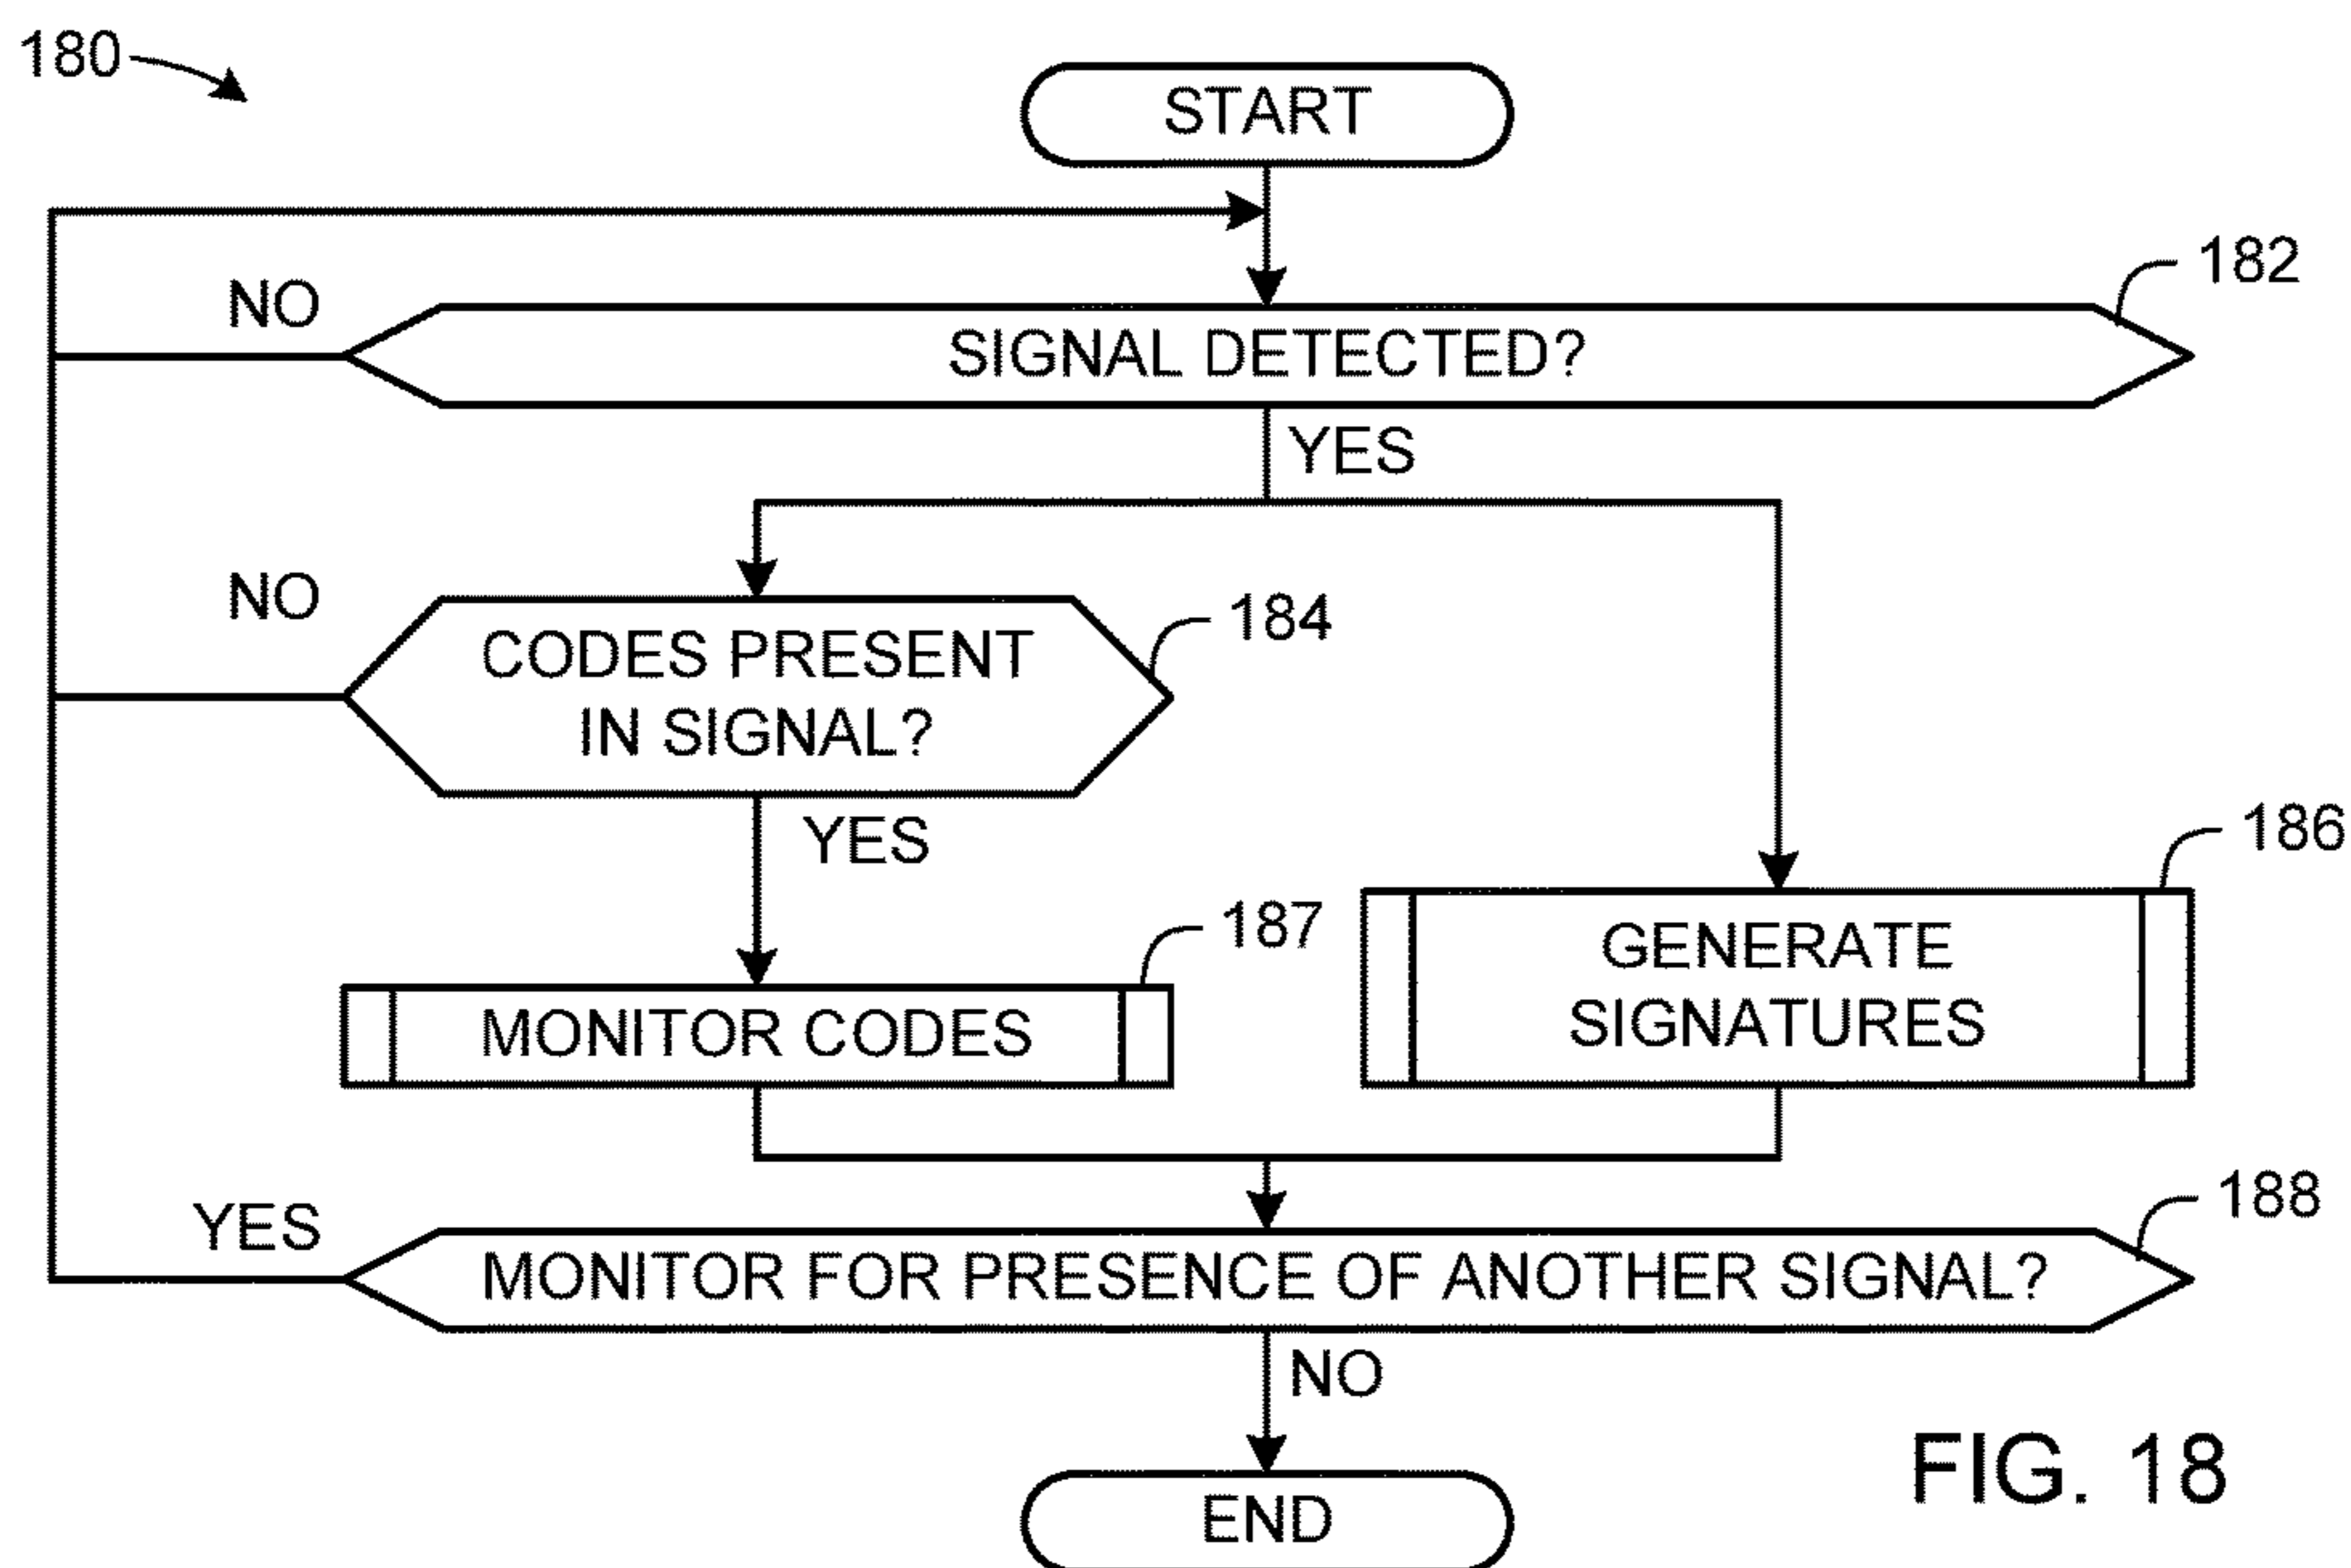 180
START
NO
182
SIGNAL DETECTED?
YES
NO
184
CODES PRESENT
IN SIGNAL?
YES
186
187
GENERATE
SIGNATURES
MONITOR CODES
YES
188
MONITOR FOR PRESENCE OF ANOTHER SIGNAL?
NO
FIG. 18
END